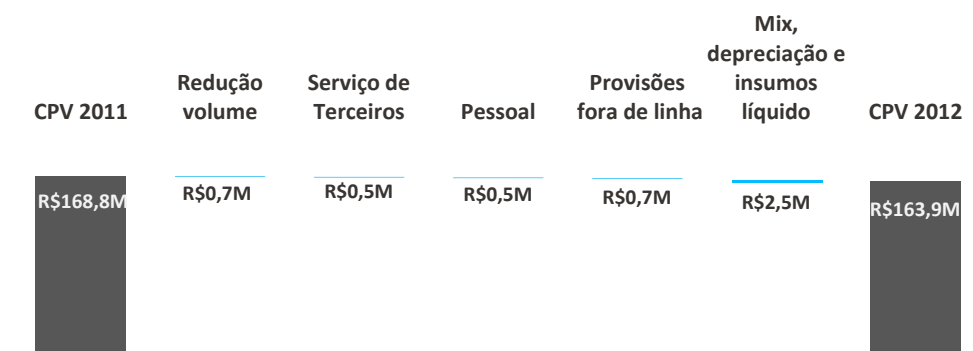 CPV 2011
Redução
volume
Serviço de
Terceiros
Pessoal
Provisões
fora de linha
Mix,
depreciação e
insumos
líquido
CPV 2012
R$168,8M
R$0,7M
R$0,5M
R$0,5M
R$0,7M
R$2,5M
R$163,9M